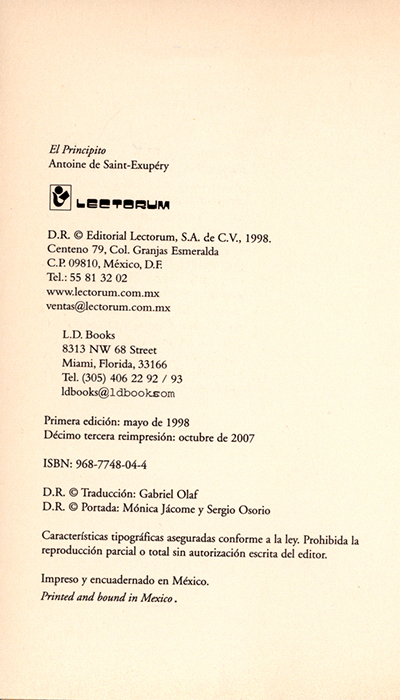 El Principito
Antoine de Saint-Exupéry
LECTORUM
D.R. © Editorial Lectorum, S.A. de C.V., 1998.
Centeno 79, Col. Granjas Esmeralda
C.P. 09810, México, D.F.
Tel.: 55 81 32 02
www.lectorum.com.mx
ventas@lectorum.com.mx
L.D. Books
8313 NW 68 Street
Miami, Florida, 33166
Tel. (305) 406 22 92 / 93
ldbooks@ldbooks.com
Primera edición: mayo de 1998
Décimo tercera reimpresión: octubre de 2007
ISBN: 968-7748-04-4
D.R. © Traducción: Gabriel Olaf
D.R. © Portada: Mónica Jácome y Sergio Osorio
Características tipográficas aseguradas conforme a la ley. Prohibida la
reproducción parcial o total sin autorización escrita del editor.
Impreso y encuadernado en México.
Printed and bound in Mexico.